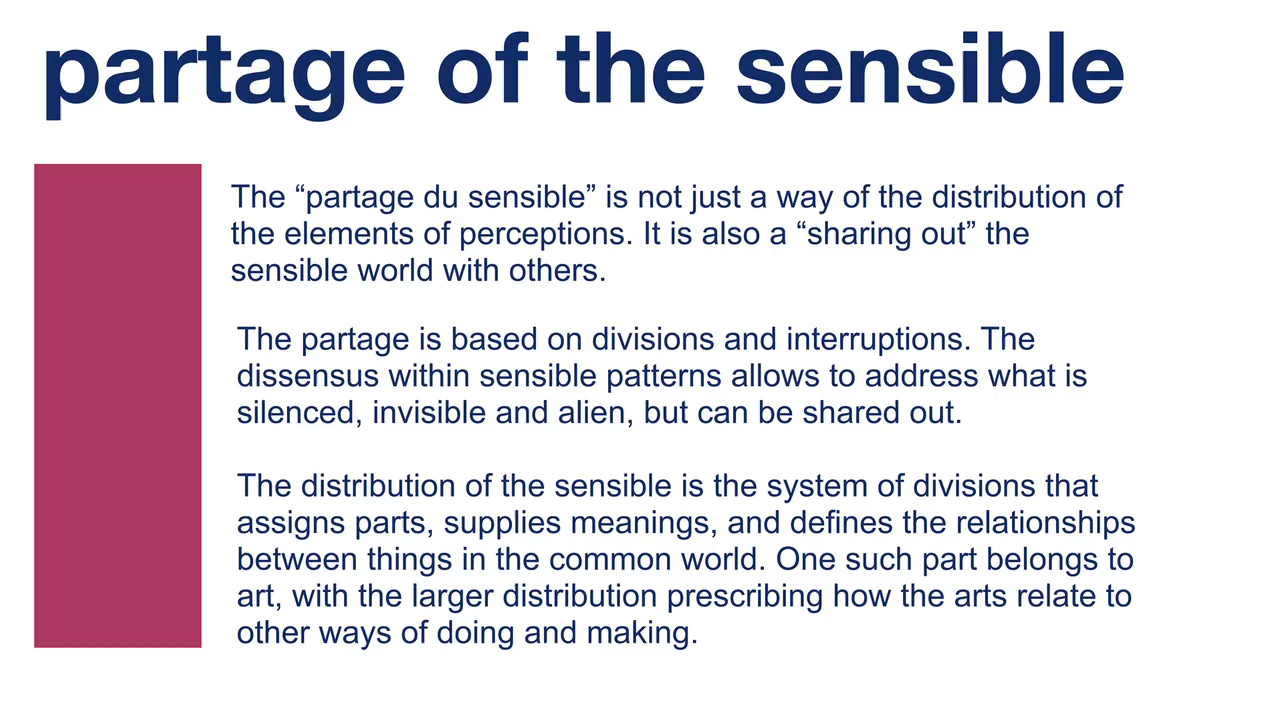 partage of the sensible
The “partage du sensible” is not just a way of the distribution of
the elements of perceptions. It is also a “sharing out” the
sensible world with others.
The partage is based on divisions and interruptions. The
dissensus within sensible patterns allows to address what is
silenced, invisible and alien, but can be shared out.
The distribution of the sensible is the system of divisions that
assigns parts, supplies meanings, and defines the relationships
between things in the common world. One such part belongs to
art, with the larger distribution prescribing how the arts relate to
other ways of doing and making.